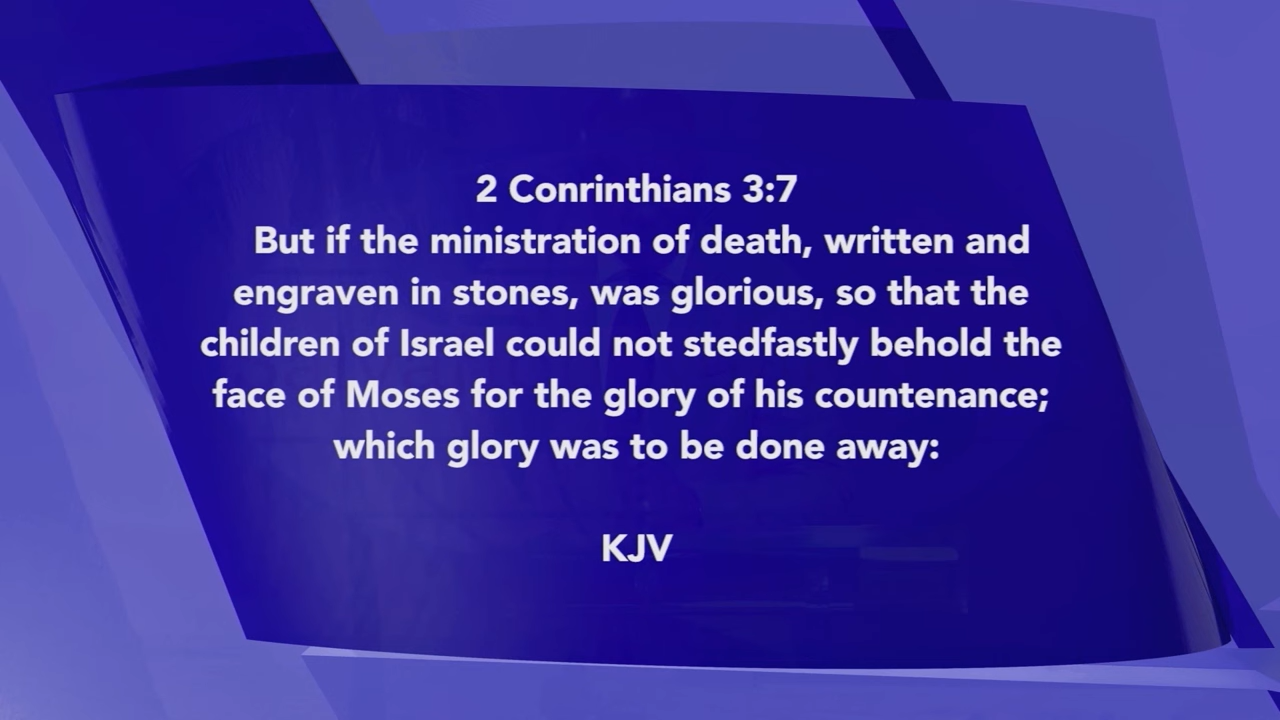 2 Conrinthians 3:7
But if the ministration of death, written and
engraven in stones, was glorious, so that the
children of Israel could not stedfastly behold the
face of Moses for the glory of his countenance;
which glory was to be done away:
KJV